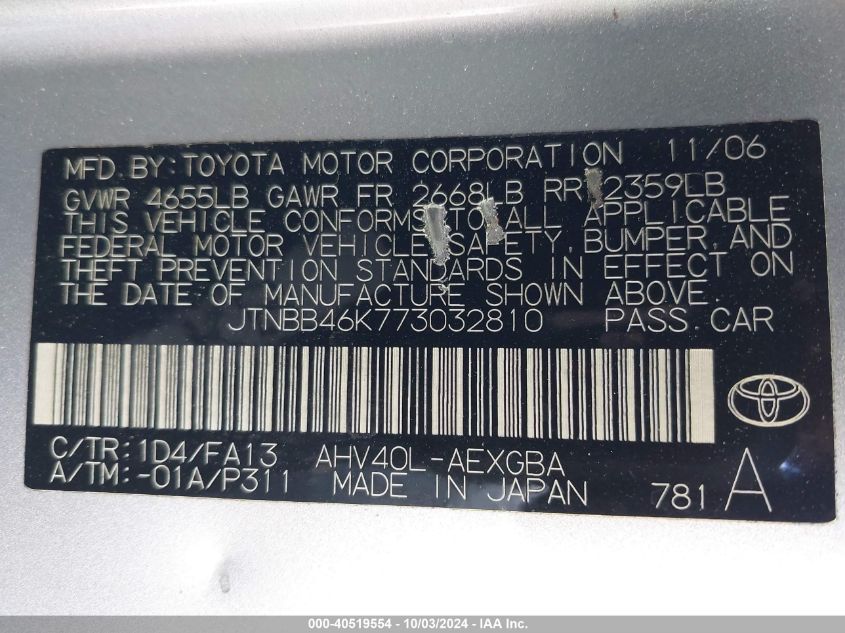 MFD. BY: TOYOTA MOTOR CORPORATION 11/06
GVWR 4655LB GAWR FR 2668LB RR 2359LB
THIS VEHICLE CONFORMS TO ALL APPLICABLE
FEDERAL MOTOR VEHICLE SAFETY, BUMPER, AND
THEFT PREVENTION STANDARDS IN EFFECT ON
THE DATE OF MANUFACTURE SHOWN ABOVE.
JTNBB46K773032810 PASS. CAR
C/TR: 1D4/FA13 AHV40L-AEXGBA
A/TM: -01A/P311 MADE IN JAPAN 781 A
000-40519554 - 10/03/2024 - IAA Inc.